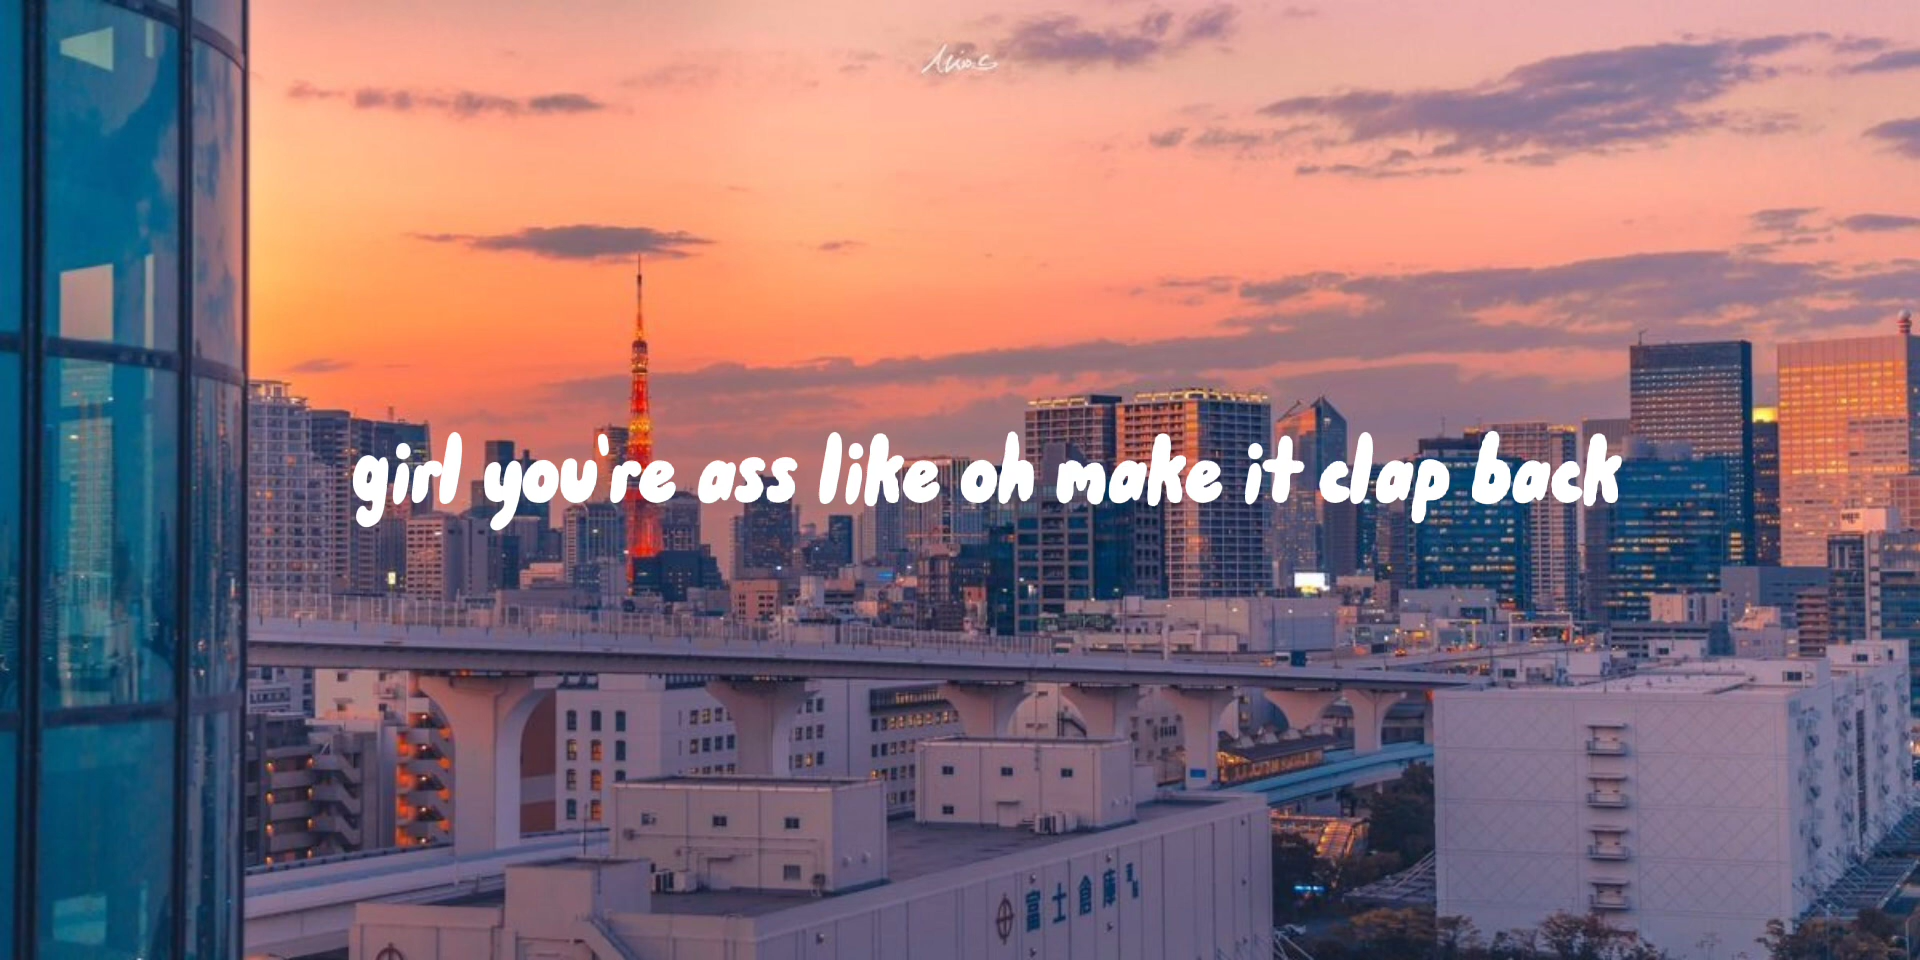 girl you're ass like oh make it clap back
富士倉庫